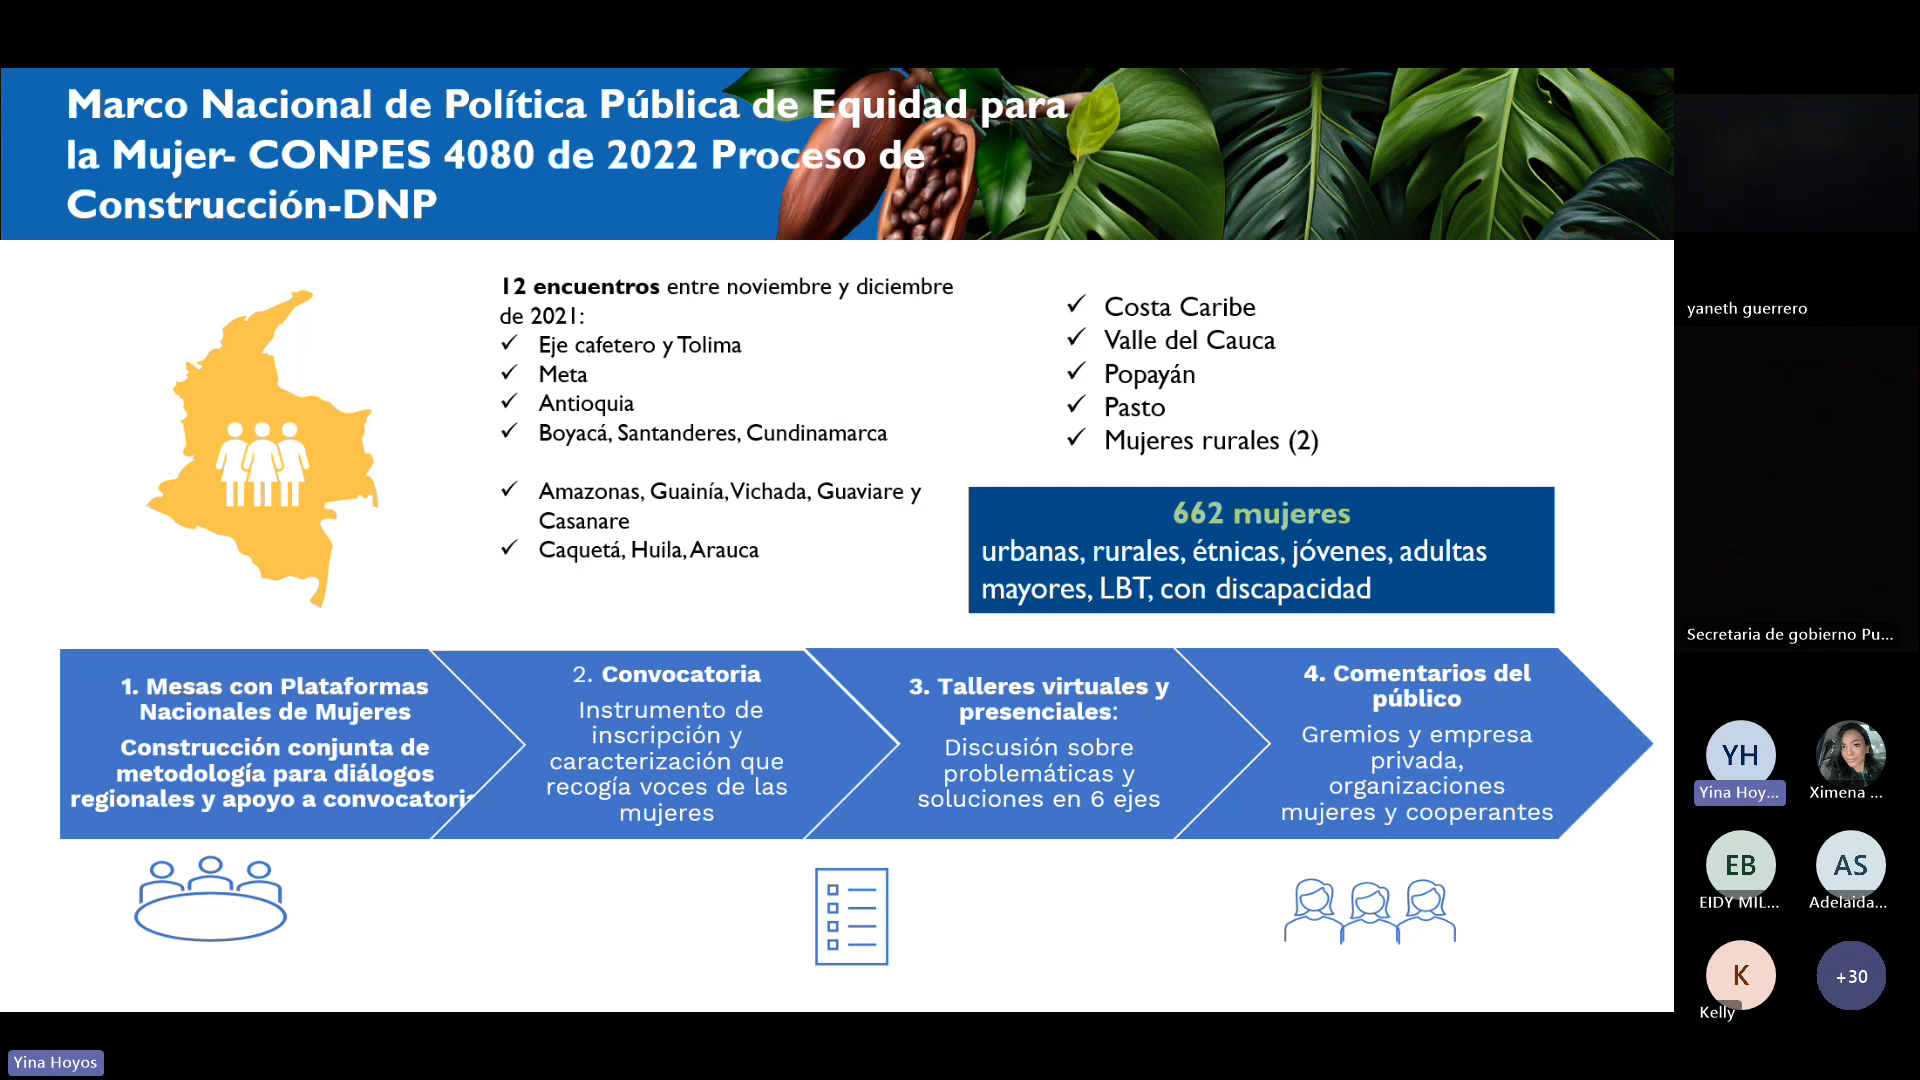 Marco Nacional de Política Pública de Equidad para
la Mujer- CONPES 4080 de 2022 Proceso de
Construcción-DNP
12 encuentros entre noviembre y diciembre
de 2021:
✓ Eje cafetero y Tolima
✓ Meta
✓ Antioquia
✓ Boyacá, Santanderes, Cundinamarca
✓ Amazonas, Guainía, Vichada, Guaviare y
Casanare
✓ Caquetá, Huila, Arauca
✓ Costa Caribe
✓ Valle del Cauca
✓ Popayán
✓ Pasto
✓ Mujeres rurales (2)
662 mujeres
urbanas, rurales, étnicas, jóvenes, adultas
mayores, LBT, con discapacidad
1. Mesas con Plataformas
Nacionales de Mujeres
Construcción conjunta de
metodología para diálogos
regionales y apoyo a convocatoria
2. Convocatoria
Instrumento de
inscripción y
caracterización que
recogía voces de las
mujeres
3. Talleres virtuales y
presenciales:
Discusión sobre
problemáticas y
soluciones en 6 ejes
4. Comentarios del
público
Gremios y empresa
privada,
organizaciones
mujeres y cooperantes
yaneth guerrero
Secretaria de gobierno Pu...
YH
Yina Hoy...
Ximena ...
EB
EIDY MIL...
AS
Adelaida...
K
Kelly
+30
Yina Hoyos